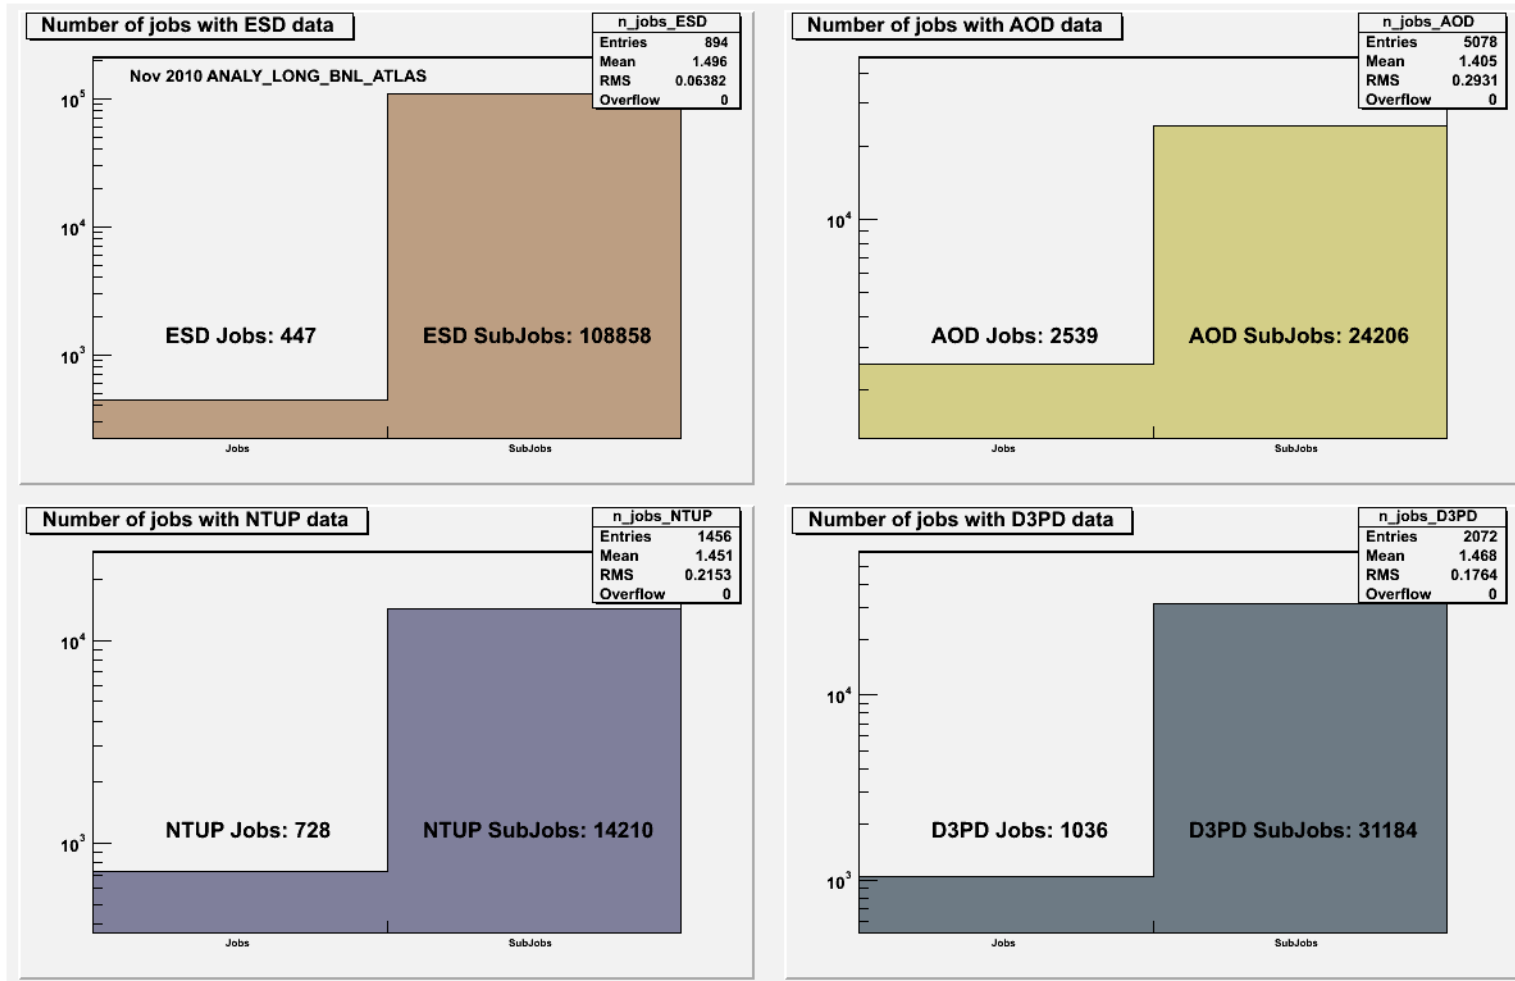 Number of jobs with ESD data
n_jobs_ESD
Entries 894
Mean 1.496
RMS 0.06382
Overflow 0
Nov 2010 ANALY_LONG_BNL_ATLAS
10^5
10^4
10^3
ESD Jobs: 447
ESD SubJobs: 108858
Jobs
SubJobs
Number of jobs with AOD data
n_jobs_AOD
Entries 5078
Mean 1.405
RMS 0.2931
Overflow 0
10^4
AOD Jobs: 2539
AOD SubJobs: 24206
Jobs
SubJobs
Number of jobs with NTUP data
n_jobs_NTUP
Entries 1456
Mean 1.451
RMS 0.2153
Overflow 0
10^4
10^3
NTUP Jobs: 728
NTUP SubJobs: 14210
Jobs
SubJobs
Number of jobs with D3PD data
n_jobs_D3PD
Entries 2072
Mean 1.468
RMS 0.1764
Overflow 0
10^4
10^3
D3PD Jobs: 1036
D3PD SubJobs: 31184
Jobs
SubJobs